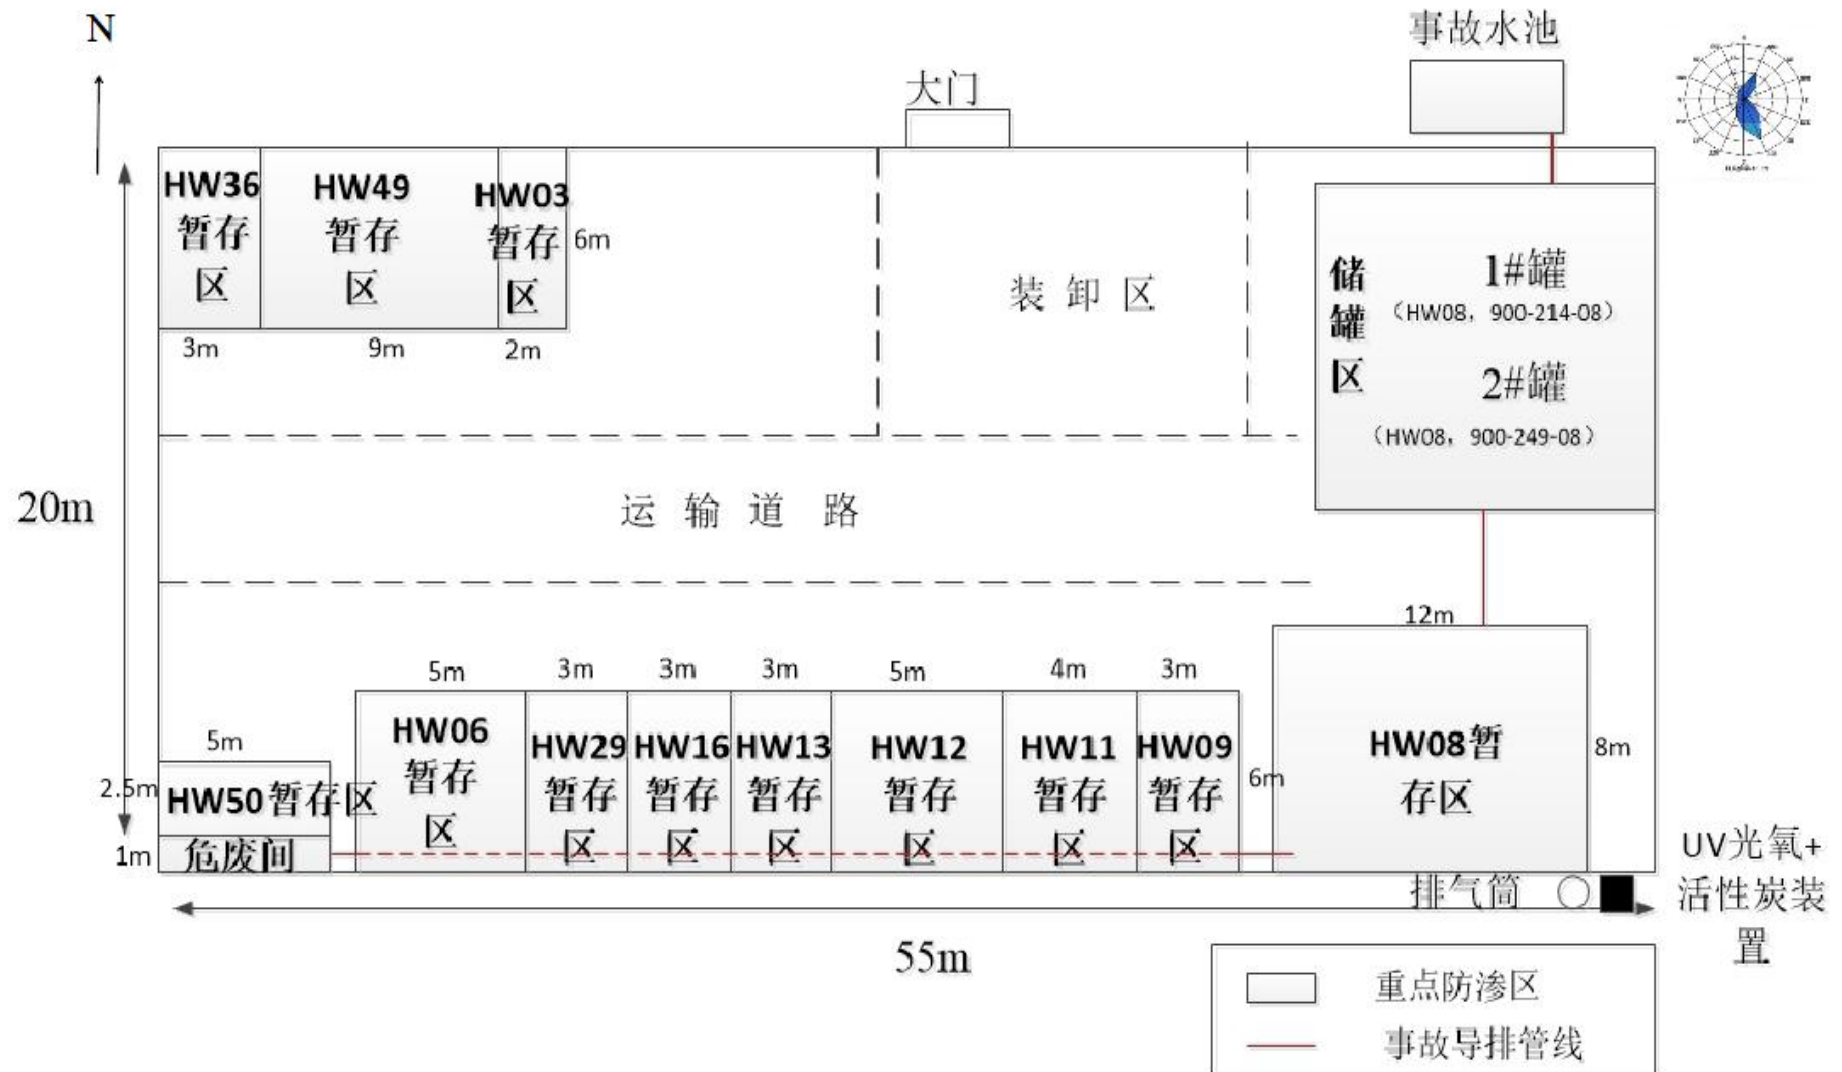 N
事故水池
大门
HW36
暂存
区
HW49
暂存
区
HW03
暂存
区
6m
3m
9m
2m
装卸区
储
罐
区
1#罐
（HW08，900-214-08）
2#罐
（HW08，900-249-08）
20m
运输道路
12m
5m
3m
3m
3m
5m
4m
3m
HW06
暂存
区
HW29
暂存
区
HW16
暂存
区
HW13
暂存
区
HW12
暂存
区
HW11
暂存
区
HW09
暂存
区
6m
HW08暂
存区
8m
5m
2.5m
HW50暂存区
1m
危废间
排气筒
UV光氧+
活性炭装
置
55m
重点防渗区
事故导排管线